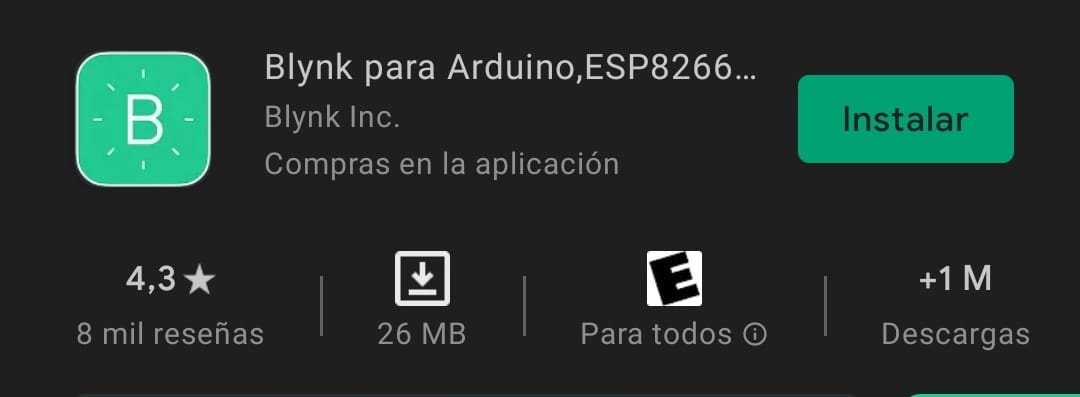 B
Blynk para Arduino,ESP8266...
Blynk Inc.
Compras en la aplicación
Instalar
4,3★
8 mil reseñas
26 MB
E
Para todos
+1 M
Descargas